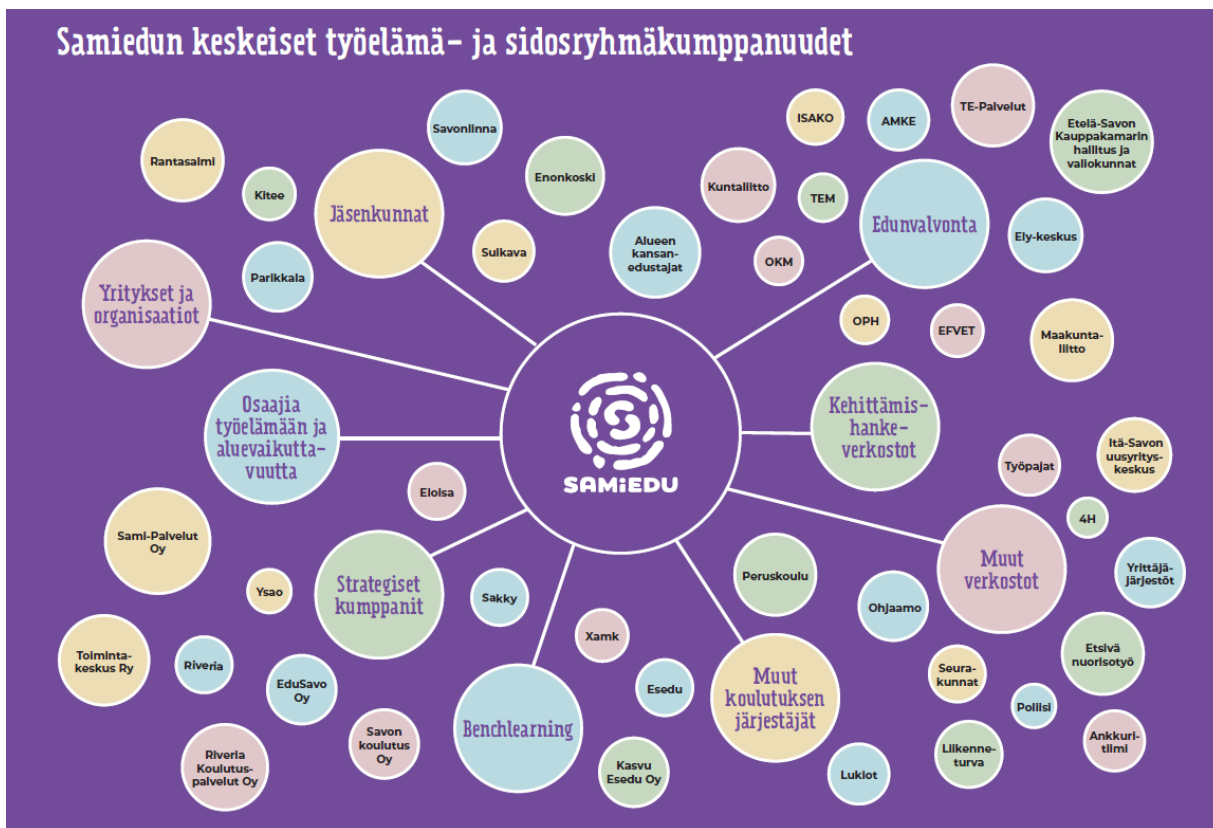 Samiedun keskeiset työelämä- ja sidosryhmäkumppanuudet
Rantasalmi
Kitee
Parikkala
Jäsenkunnat
Savonlinna
Enonkoski
Sulkava
Yritykset ja
organisaatiot
Alueen
kansan-
edustajat
Kuntaliitto
ISAKO
AMKE
TE-Palvelut
Etelä-Savon
Kauppakamarin
hallitus ja
valiokunnat
TEM
OKM
Edunvalvonta
Ely-keskus
OPH
EFVET
Maakunta-
liitto
Osaajia
työelämään ja
aluevaikutta-
vuutta
SAMiEDU
Kehittämis-
hanke-
verkostot
Työpajat
Itä-Savon
uusyritys-
keskus
4H
Muut
verkostot
Yrittäjä-
järjestöt
Ohjaamo
Etsivä
nuorisotyö
Seura-
kunnat
Poliisi
Ankkuri-
tiimi
Liikenne-
turva
Eloisa
Sami-Palvelut
Oy
Ysao
Strategiset
kumppanit
Sakky
Toiminta-
keskus Ry
Riveria
EduSavo
Oy
Riveria
Koulutus-
palvelut Oy
Savon
koulutus
Oy
Benchlearning
Xamk
Esedu
Kasvu
Esedu Oy
Peruskoulu
Muut
koulutuksen
järjestäjät
Lukiot